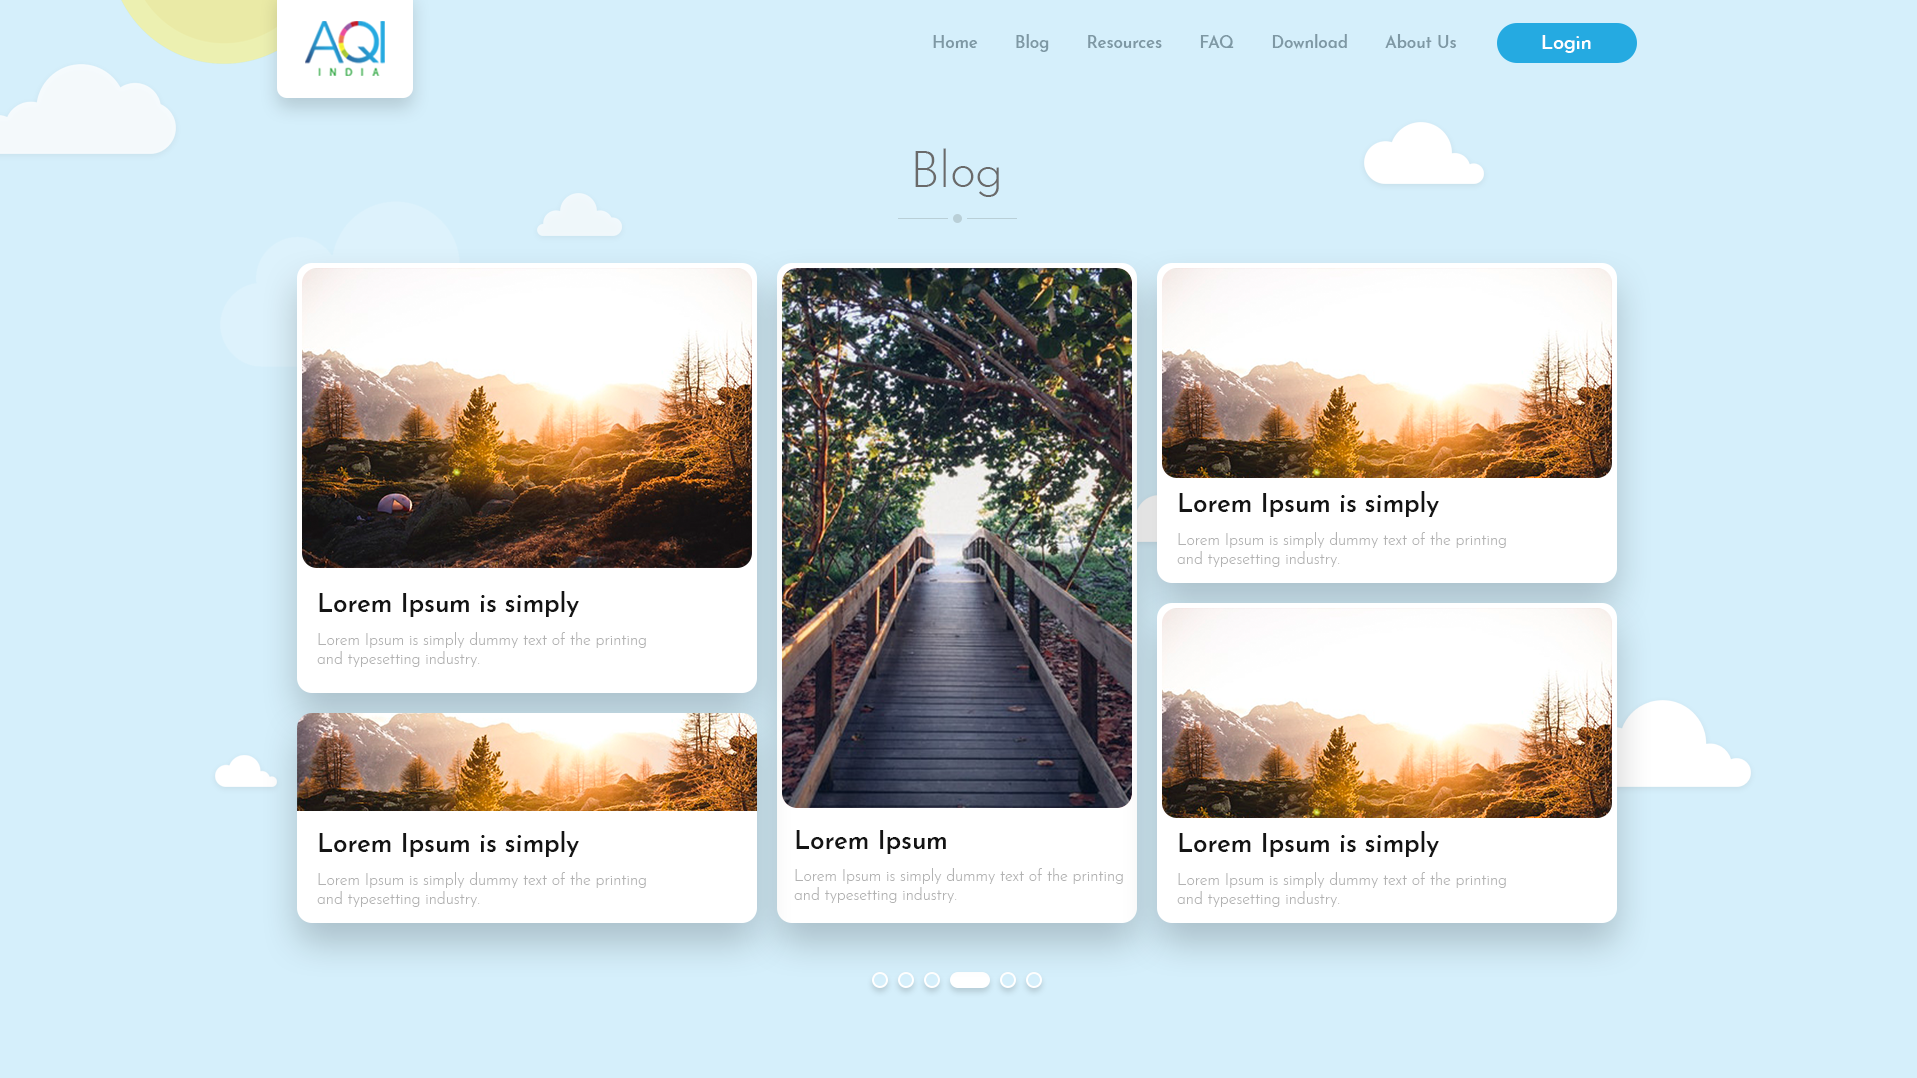 AQI
INDIA
Home
Blog
Resources
FAQ
Download
About Us
Login
Blog
Lorem Ipsum is simply
Lorem Ipsum is simply dummy text of the printing
and typesetting industry.
Lorem Ipsum is simply
Lorem Ipsum is simply dummy text of the printing
and typesetting industry.
Lorem Ipsum
Lorem Ipsum is simply dummy text of the printing
and typesetting industry.
Lorem Ipsum is simply
Lorem Ipsum is simply dummy text of the printing
and typesetting industry.
Lorem Ipsum is simply
Lorem Ipsum is simply dummy text of the printing
and typesetting industry.